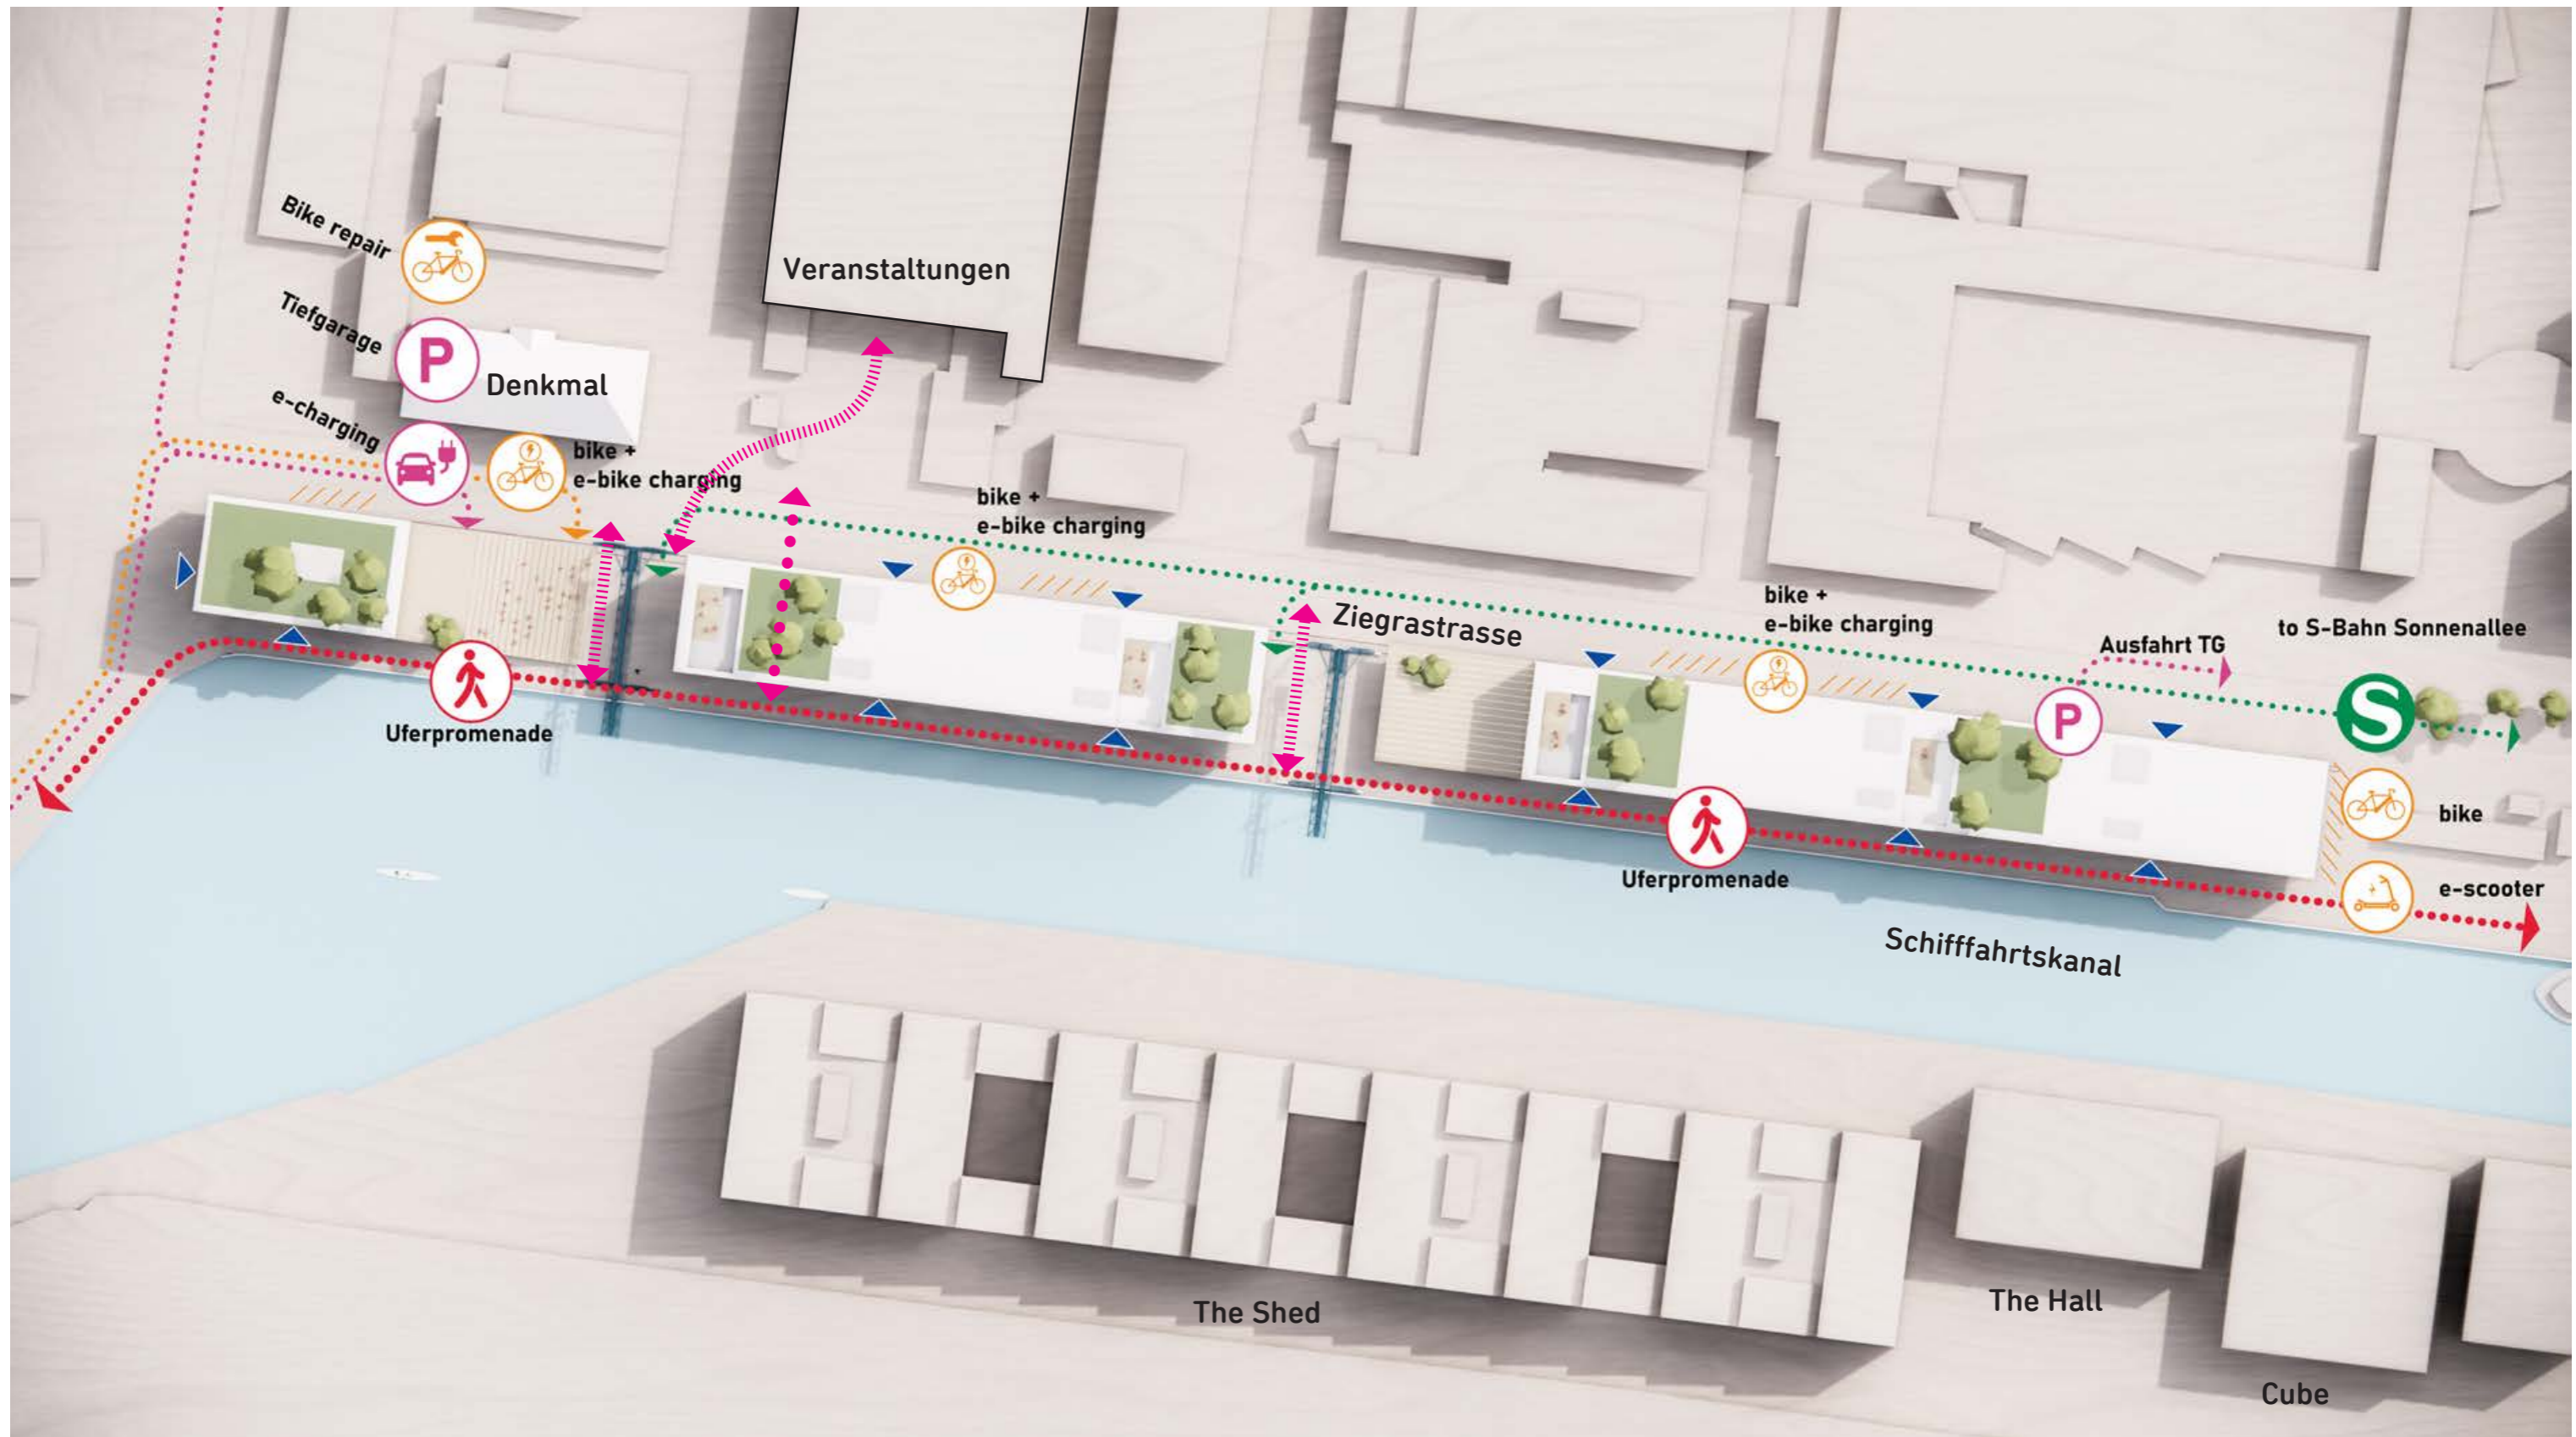 Bike repair
Tiefgarage
P
Denkmal
e-charging
bike +
e-bike charging
Veranstaltungen
bike +
e-bike charging
Ziegrastrasse
bike +
e-bike charging
Ausfahrt TG
P
to S-Bahn Sonnenallee
S
Uferpromenade
Uferpromenade
bike
e-scooter
Schifffahrtskanal
The Shed
The Hall
Cube